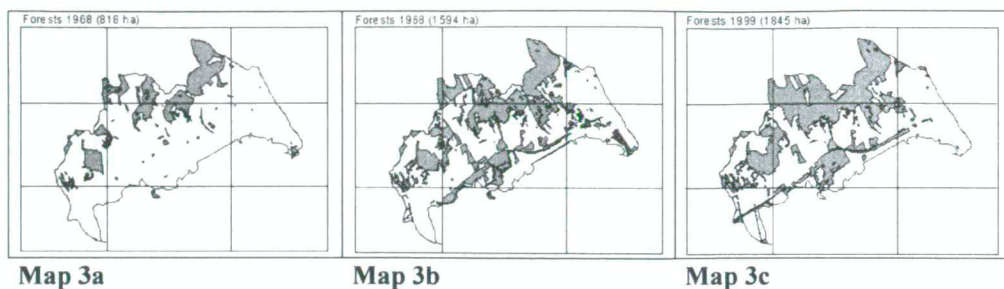 Forests 1968 (818 ha)
Forests 1968 (1594 ha)
Forests 1999 (1845 ha)
Map 3a
Map 3b
Map 3c